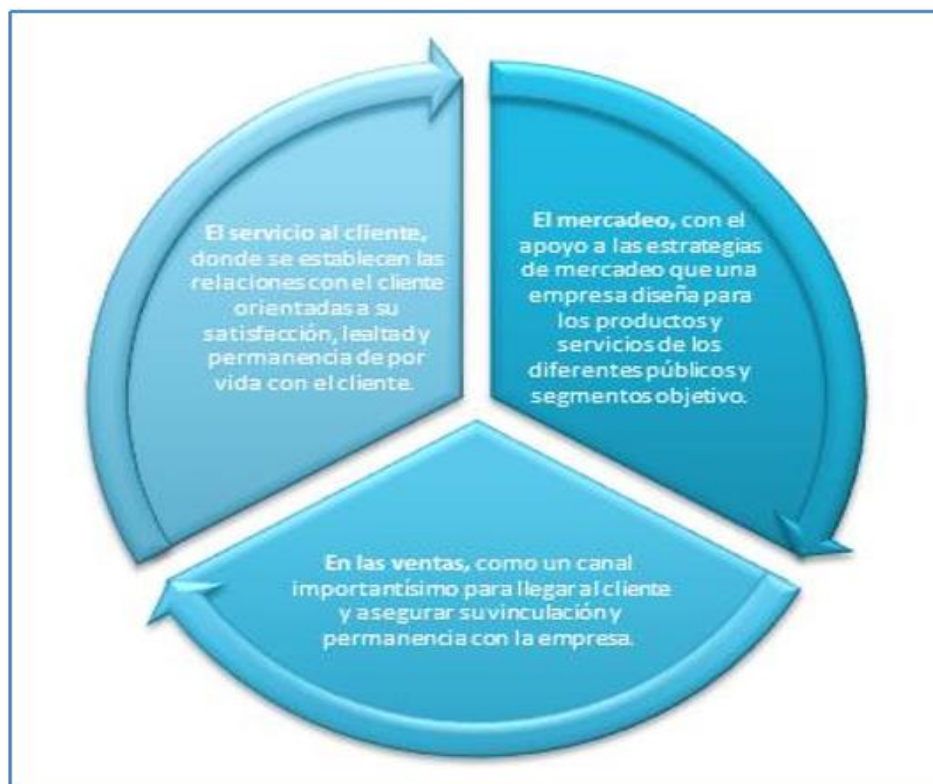 El servicio al cliente,
donde se establecen las
relaciones con el cliente
orientadas a su
satisfacción, lealtad y
permanencia de por
vida con el cliente.
El mercadeo, con el
apoyo a las estrategias
de mercadeo que una
empresa diseña para
los productos y
servicios de los
diferentes públicos y
segmentos objetivo.
En las ventas, como un canal
importantísimo para llegar al cliente
y asegurar su vinculación y
permanencia con la empresa.